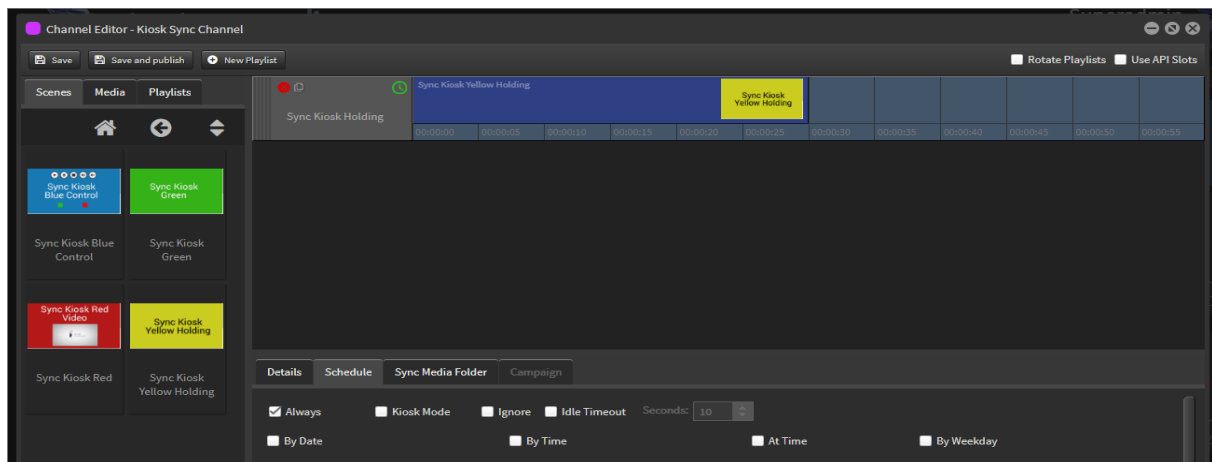 Channel Editor - Kiosk Sync Channel
Save Save and publish New Playlist Rotate Playlists Use API Slots
Scenes Media Playlists
Sync Kiosk Holding
Sync Kiosk Yellow Holding
Sync Kiosk
Yellow Holding
00:00:00 00:00:05 00:00:10 00:00:15 00:00:20 00:00:25 00:00:30 00:00:35 00:00:40 00:00:45 00:00:50 00:00:55
Sync Kiosk
Blue Control
Sync Kiosk
Green
Sync Kiosk Blue
Control
Sync Kiosk
Green
Sync Kiosk Red
Video
Sync Kiosk
Yellow Holding
Sync Kiosk Red
Sync Kiosk
Yellow Holding
Details Schedule Sync Media Folder Campaign
Always Kiosk Mode Ignore Idle Timeout Seconds: 10
By Date By Time At Time By Weekday